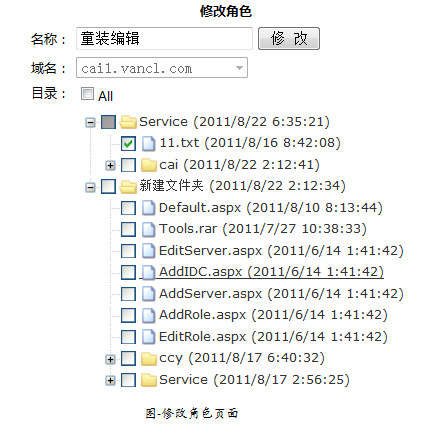 修改角色
名称： 童装编辑 修 改
域名： cai1.vancl.com
目录： All
Service (2011/8/22 6:35:21)
11.txt (2011/8/16 8:42:08)
cai (2011/8/22 2:12:41)
新建文件夹 (2011/8/22 2:12:34)
Default.aspx (2011/8/10 8:13:44)
Tools.rar (2011/7/27 10:38:33)
EditServer.aspx (2011/6/14 1:41:42)
AddIDC.aspx (2011/6/14 1:41:42)
AddServer.aspx (2011/6/14 1:41:42)
AddRole.aspx (2011/6/14 1:41:42)
EditRole.aspx (2011/6/14 1:41:42)
ccy (2011/8/17 6:40:32)
Service (2011/8/17 2:56:25)
图-修改角色页面